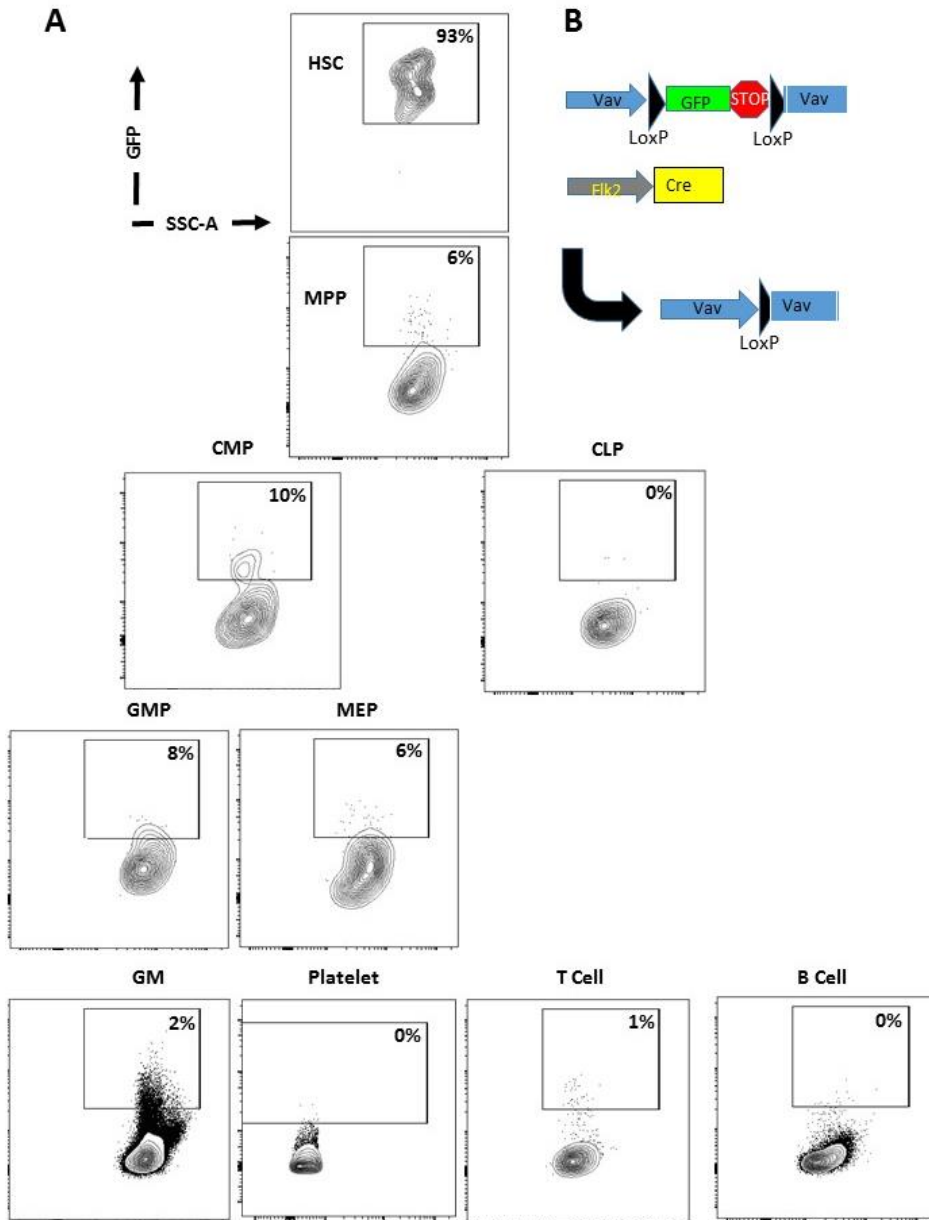 A
B
GFP
SSC-A
HSC
93%
MPP
6%
CMP
10%
CLP
0%
GMP
8%
MEP
6%
GM
2%
Platelet
0%
T Cell
1%
B Cell
0%
Vav
GFP
STOP
Vav
LoxP
LoxP
Flk2
Cre
Vav
Vav
LoxP